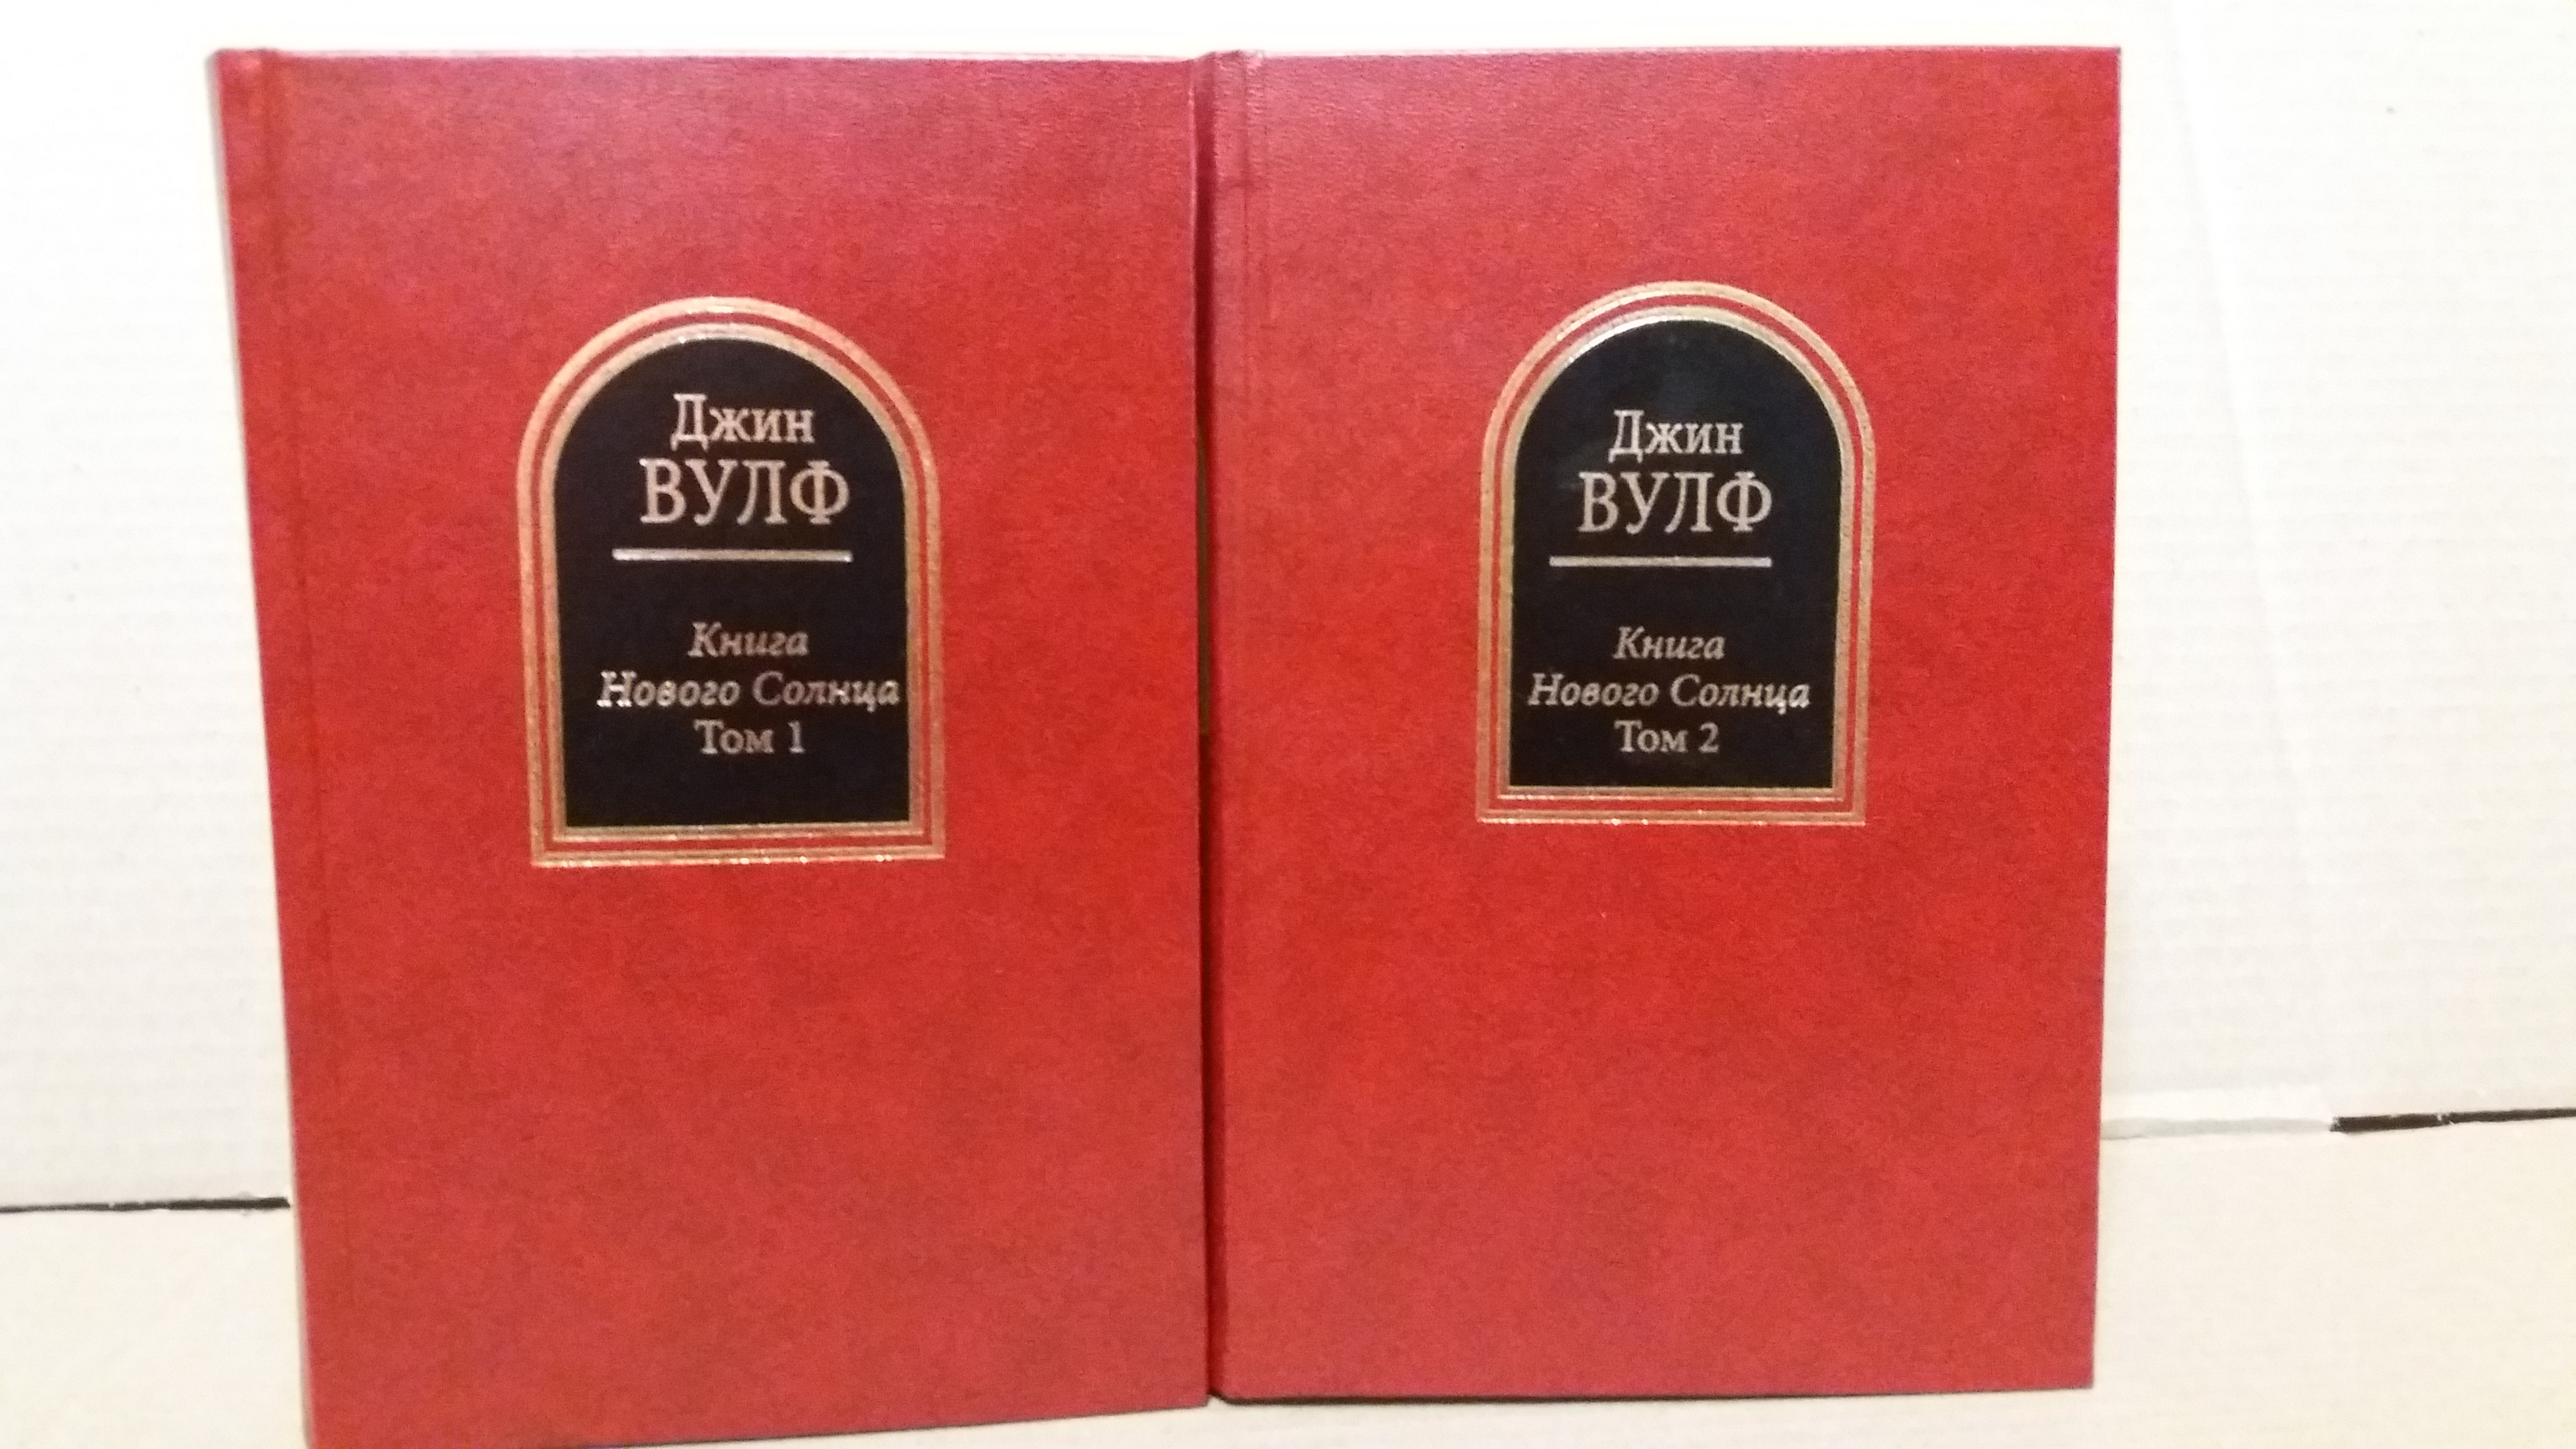 Джин
ВУЛФ
Книга
Нового Солнца
Том 1
Джин
ВУЛФ
Книга
Нового Солнца
Том 2